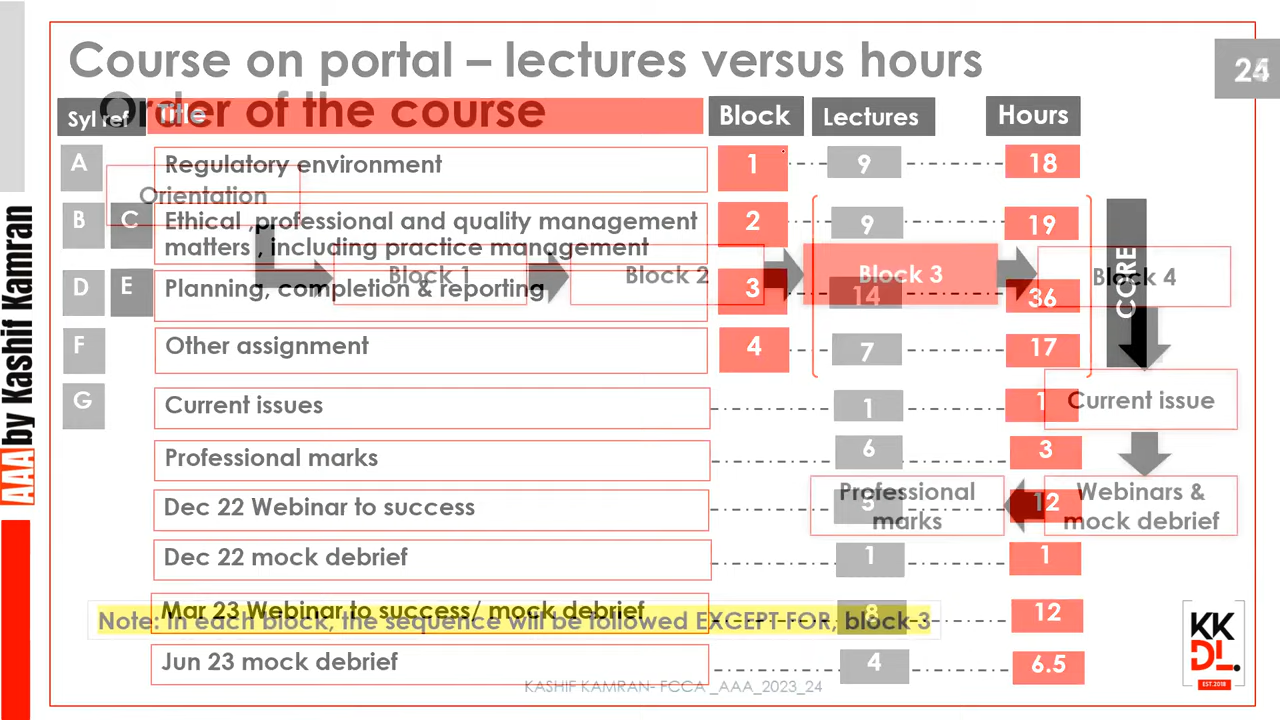 Course on portal – lectures versus hours
Order of the course
Syl ref Title Block Lectures Hours
A Regulatory environment 1 9 18
Orientation
B C Ethical ,professional and quality management matters , including practice management 2 9 19
Block 1 Block 2 Block 3 Block 4
D E Planning, completion & reporting 3 14 36
CORE
F Other assignment 4 7 17
G Current issues 1 1
Current issue
Professional marks 6 3
Dec 22 Webinar to success 5 12
Professional marks
Webinars & mock debrief
Dec 22 mock debrief 1 1
Mar 23 Webinar to success/ mock debrief 8 12
Note: In each block, the sequence will be followed EXCEPT FOR, block-3
Jun 23 mock debrief 4 6.5
KASHIF KAMRAN- FCCA _AAA_2023_24
AAA by Kashif Kamran
KK
DL.
EST.2018